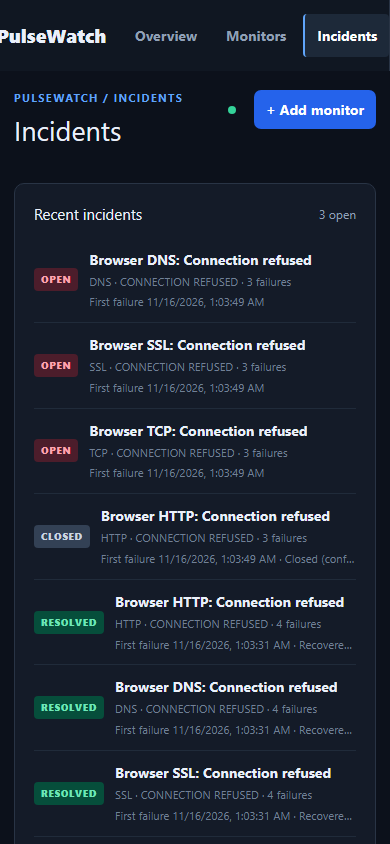 PulseWatch
Overview
Monitors
Incidents
PULSEWATCH / INCIDENTS
Incidents
+ Add monitor
Recent incidents
3 open
OPEN
Browser DNS: Connection refused
DNS · CONNECTION REFUSED · 3 failures
First failure 11/16/2026, 1:03:49 AM
OPEN
Browser SSL: Connection refused
SSL · CONNECTION REFUSED · 3 failures
First failure 11/16/2026, 1:03:49 AM
OPEN
Browser TCP: Connection refused
TCP · CONNECTION REFUSED · 3 failures
First failure 11/16/2026, 1:03:49 AM
CLOSED
Browser HTTP: Connection refused
HTTP · CONNECTION REFUSED · 3 failures
First failure 11/16/2026, 1:03:49 AM · Closed (conf...
RESOLVED
Browser HTTP: Connection refused
HTTP · CONNECTION REFUSED · 4 failures
First failure 11/16/2026, 1:03:31 AM · Recovere...
RESOLVED
Browser DNS: Connection refused
DNS · CONNECTION REFUSED · 4 failures
First failure 11/16/2026, 1:03:31 AM · Recovere...
RESOLVED
Browser SSL: Connection refused
SSL · CONNECTION REFUSED · 4 failures
First failure 11/16/2026, 1:03:31 AM · Recovere...